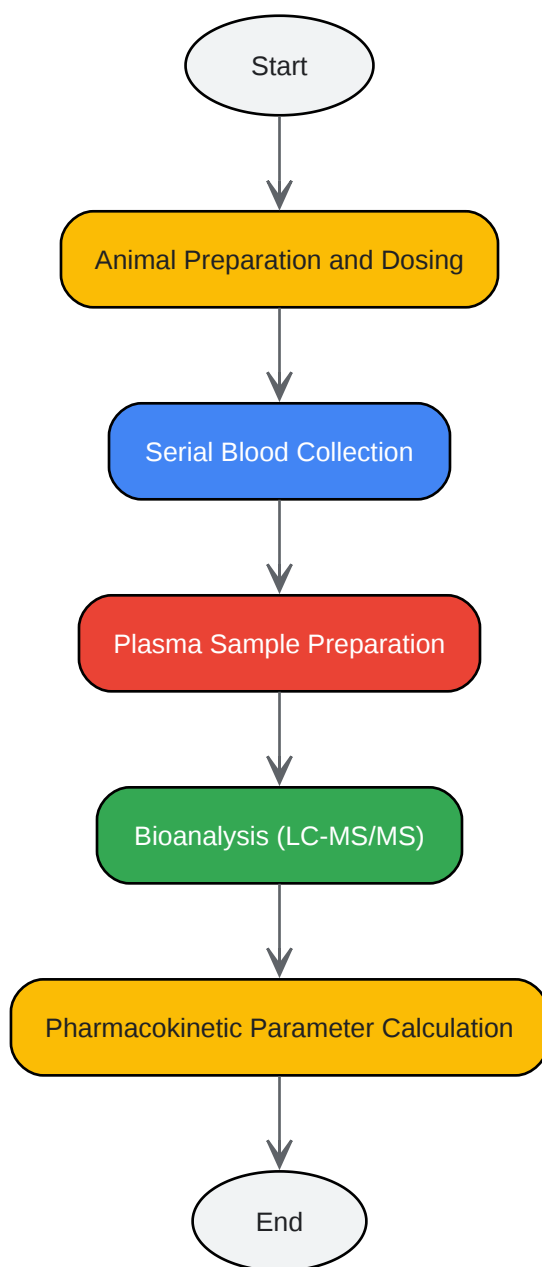 Start
Animal Preparation and Dosing
Serial Blood Collection
Plasma Sample Preparation
Bioanalysis (LC-MS/MS)
Pharmacokinetic Parameter Calculation
End